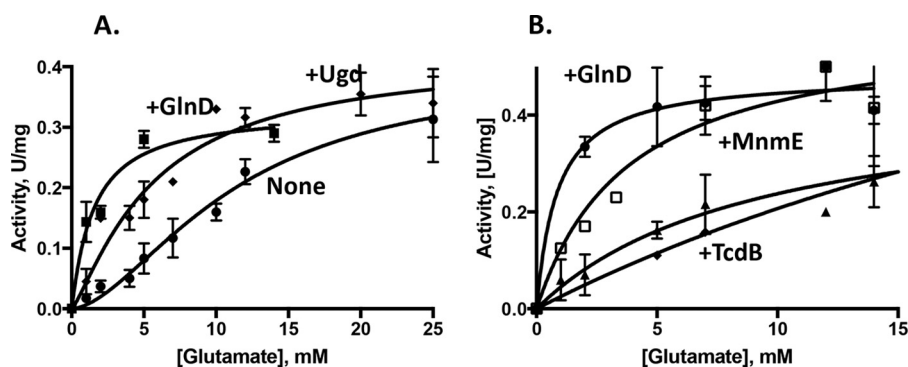 A.
B.
0.4
0.3
0.2
0.1
0.0
Activity, U/mg
+GlnD
+Ugd
None
0
5
10
15
20
25
[Glutamate], mM
0.4
0.2
0.0
Activity, [U/mg]
+GlnD
+MnmE
+TcdB
0
5
10
15
[Glutamate], mM